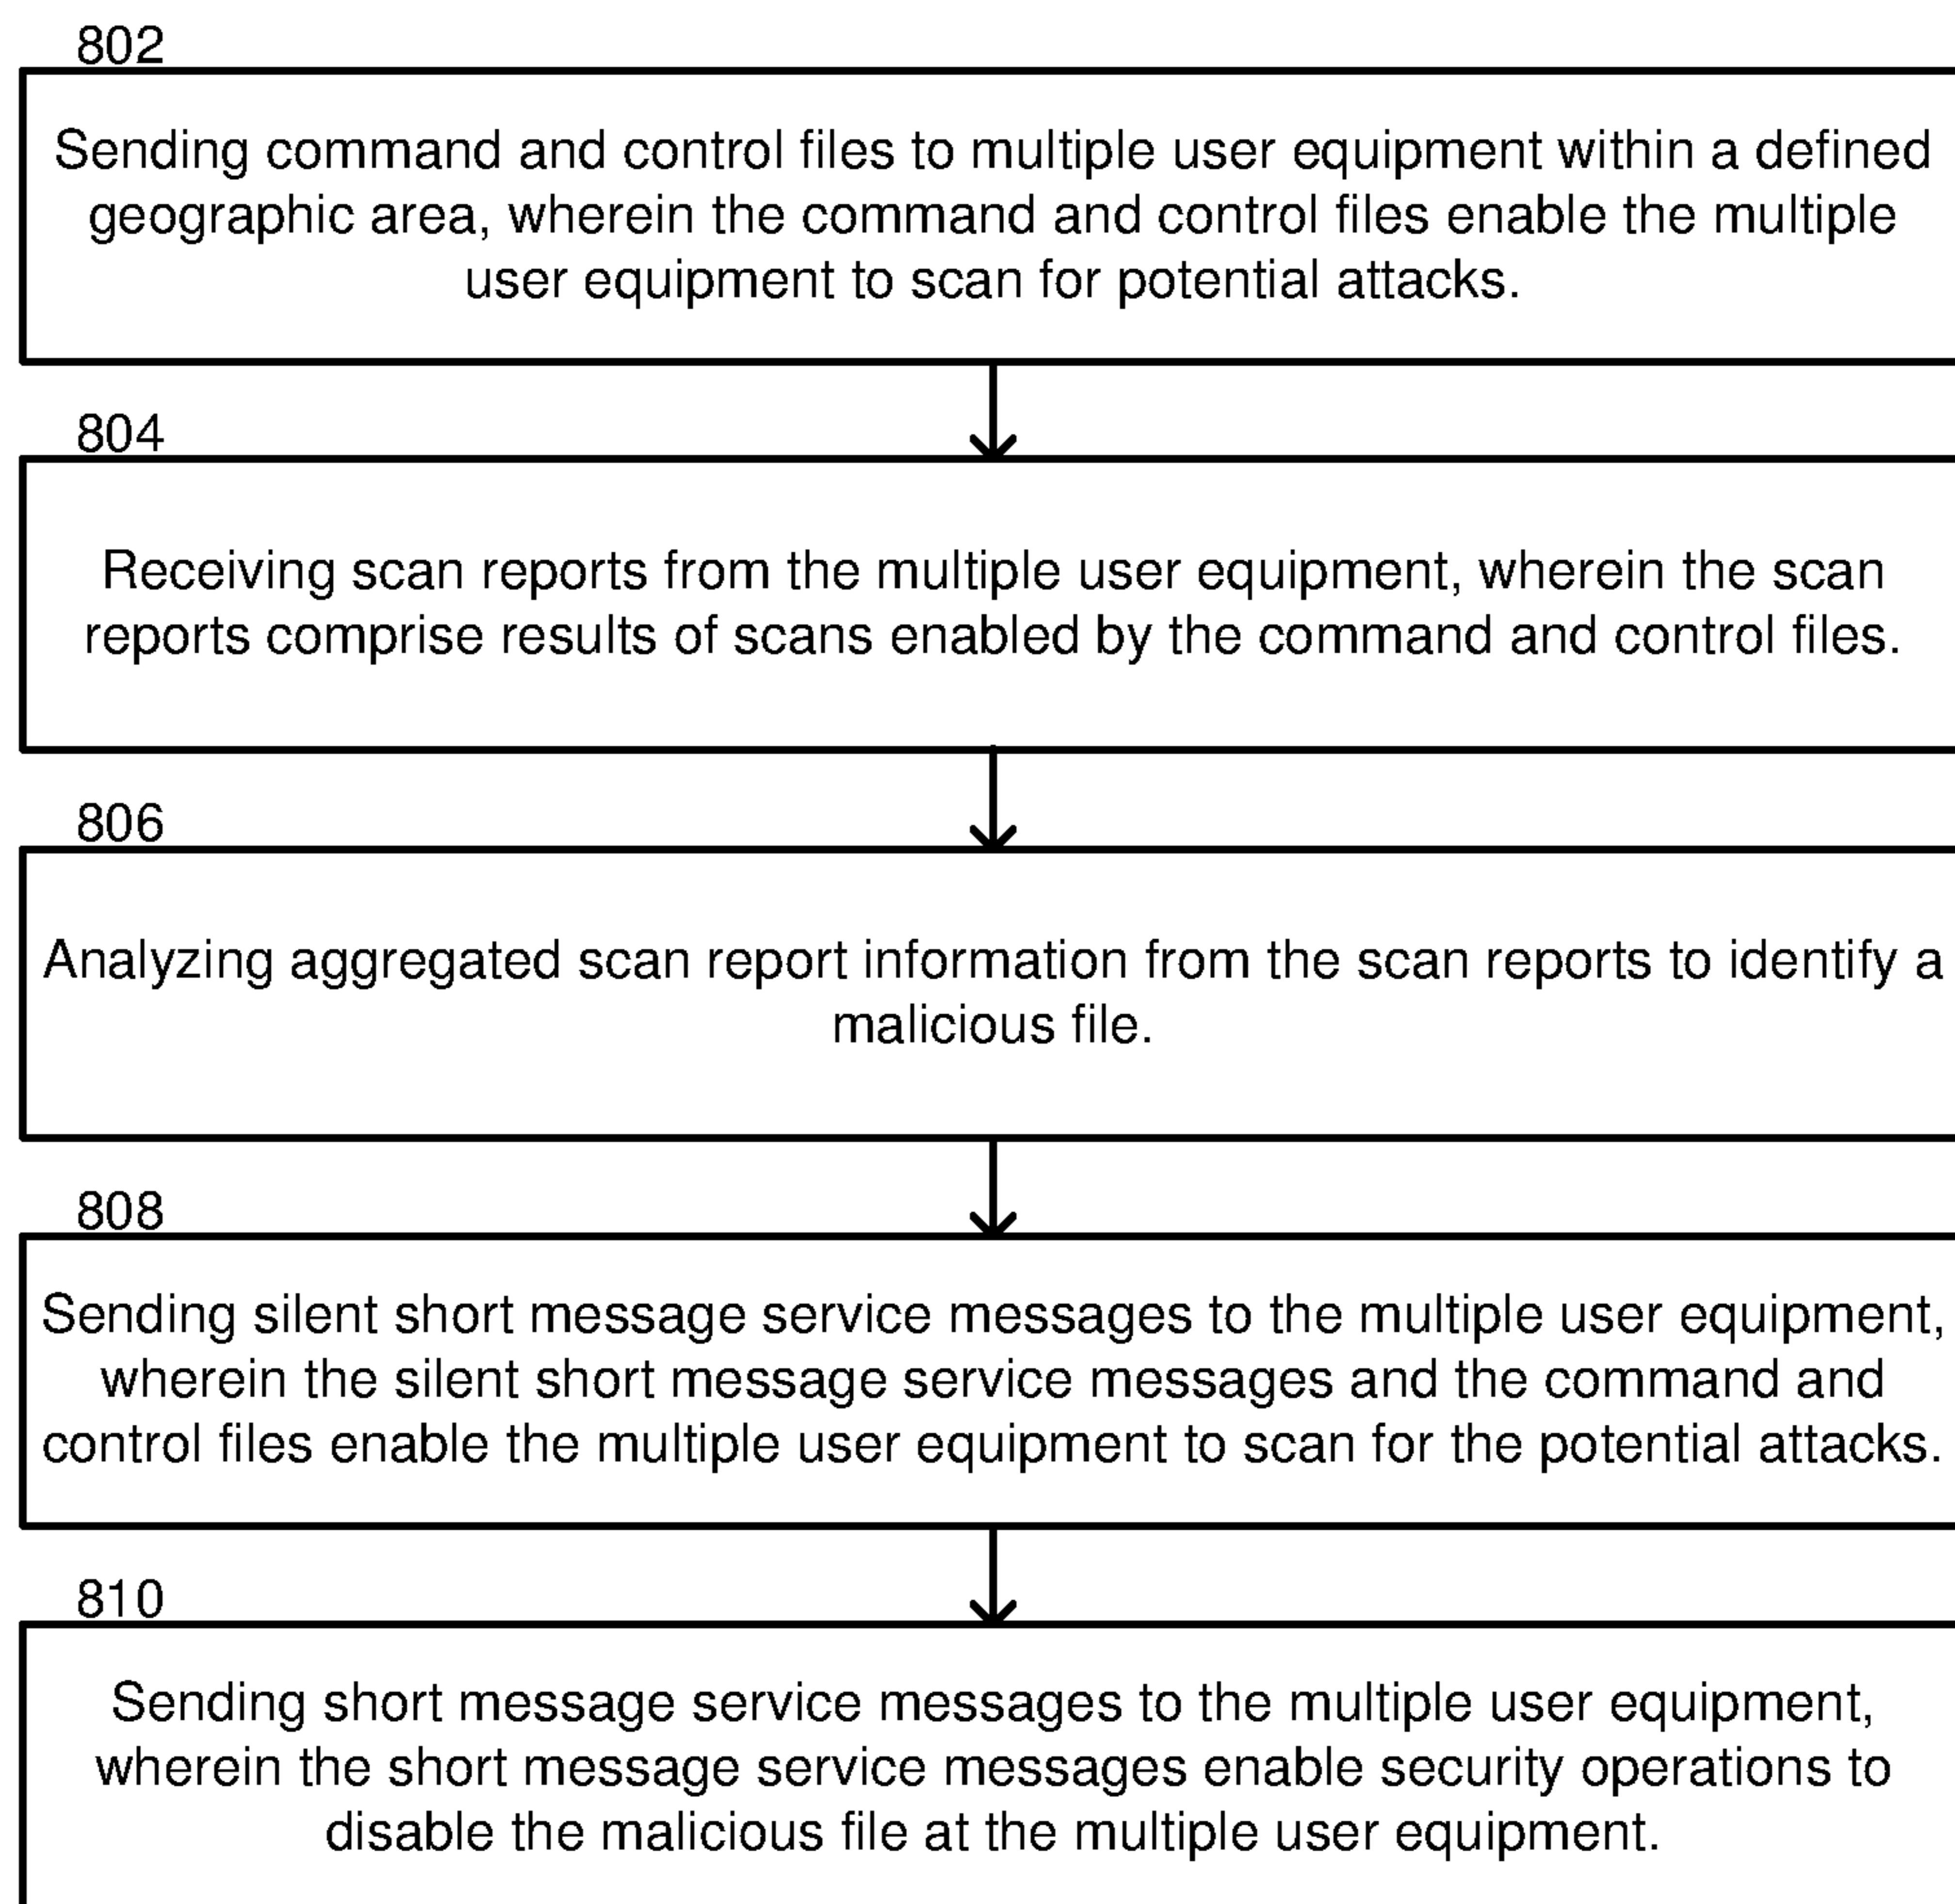 802
Sending command and control files to multiple user equipment within a defined
geographic area, wherein the command and control files enable the multiple
user equipment to scan for potential attacks.
804
Receiving scan reports from the multiple user equipment, wherein the scan
reports comprise results of scans enabled by the command and control files.
806
Analyzing aggregated scan report information from the scan reports to identify a
malicious file.
808
Sending silent short message service messages to the multiple user equipment,
wherein the silent short message service messages and the command and
control files enable the multiple user equipment to scan for the potential attacks.
810
Sending short message service messages to the multiple user equipment,
wherein the short message service messages enable security operations to
disable the malicious file at the multiple user equipment.